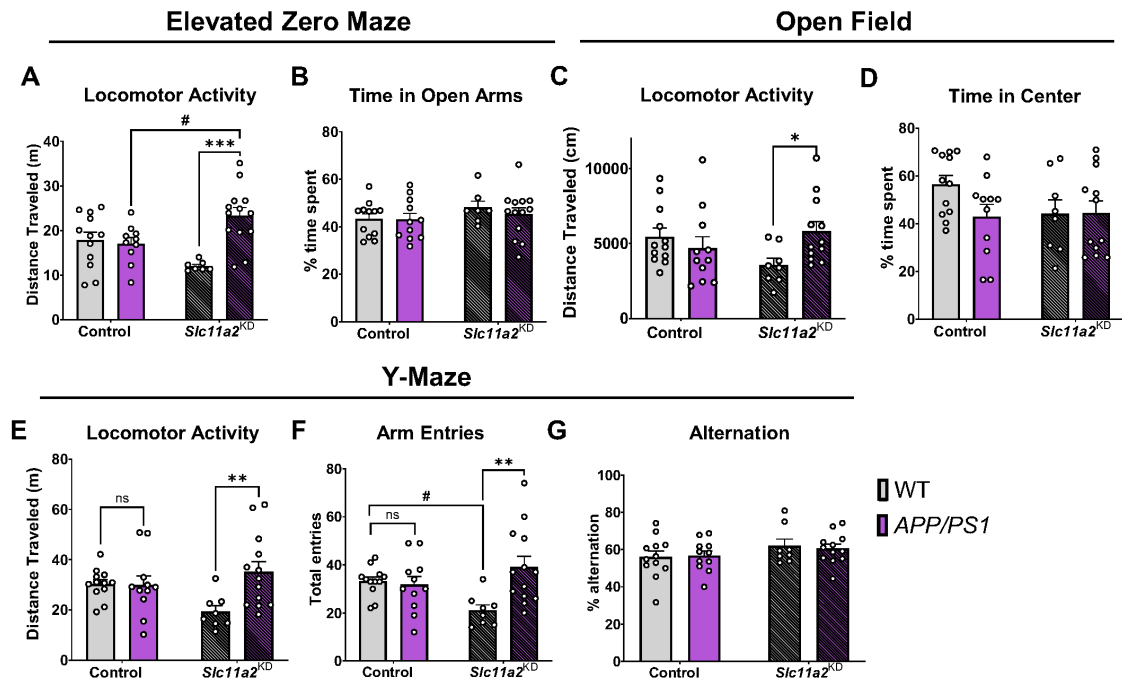 Elevated Zero Maze
Open Field
A
Locomotor Activity
Distance Traveled (m)
40
30
20
10
0
#
***
Control
Slc11a2KD
B
Time in Open Arms
% time spent
80
60
40
20
0
Control
Slc11a2KD
C
Locomotor Activity
Distance Traveled (cm)
10000
5000
0
*
Control
Slc11a2KD
D
Time in Center
% time spent
80
60
40
20
0
Control
Slc11a2KD
Y-Maze
E
Locomotor Activity
Distance Traveled (m)
80
60
40
20
0
ns
**
Control
Slc11a2KD
F
Arm Entries
Total entries
80
60
40
20
0
#
ns
**
Control
Slc11a2KD
G
Alternation
% alternation
100
80
60
40
20
0
Control
Slc11a2KD
WT
APP/PS1